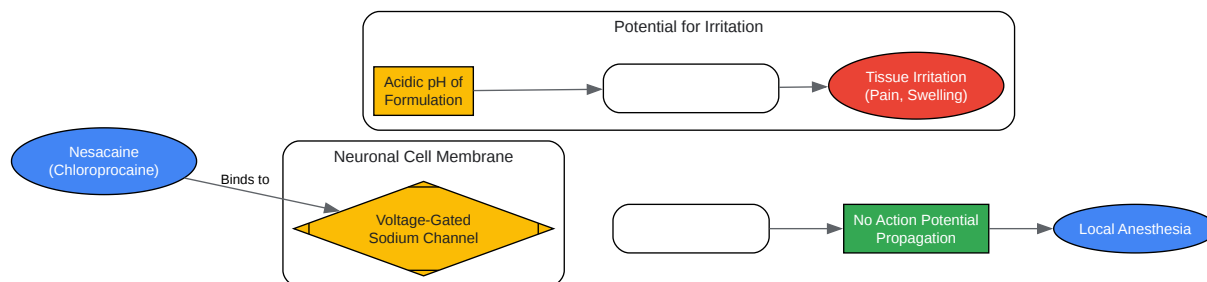 Potential for Irritation
Acidic pH of
Formulation
Tissue Irritation
(Pain, Swelling)
Nesacaine
(Chloroprocaine)
Binds to
Neuronal Cell Membrane
Voltage-Gated
Sodium Channel
No Action Potential
Propagation
Local Anesthesia